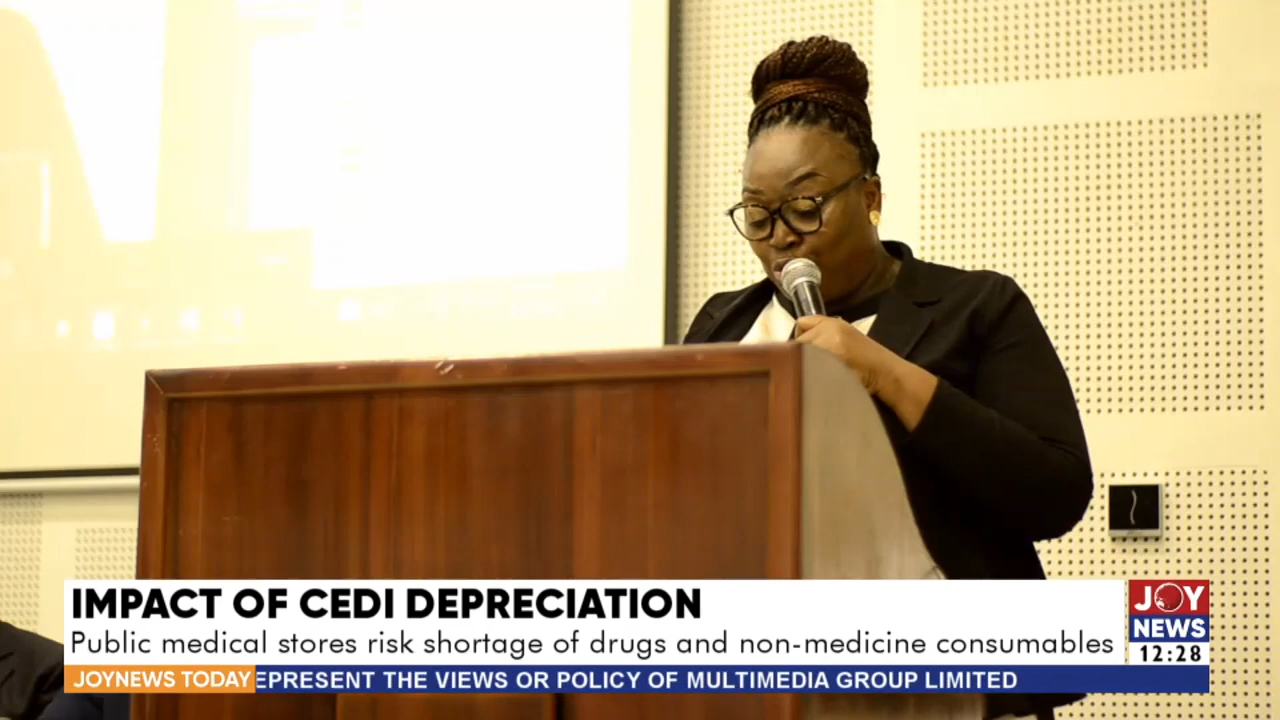 IMPACT OF CEDI DEPRECIATION
Public medical stores risk shortage of drugs and non-medicine consumables
JOY
NEWS
12:28
JOYNEWS TODAY
EPRESENT THE VIEWS OR POLICY OF MULTIMEDIA GROUP LIMITED